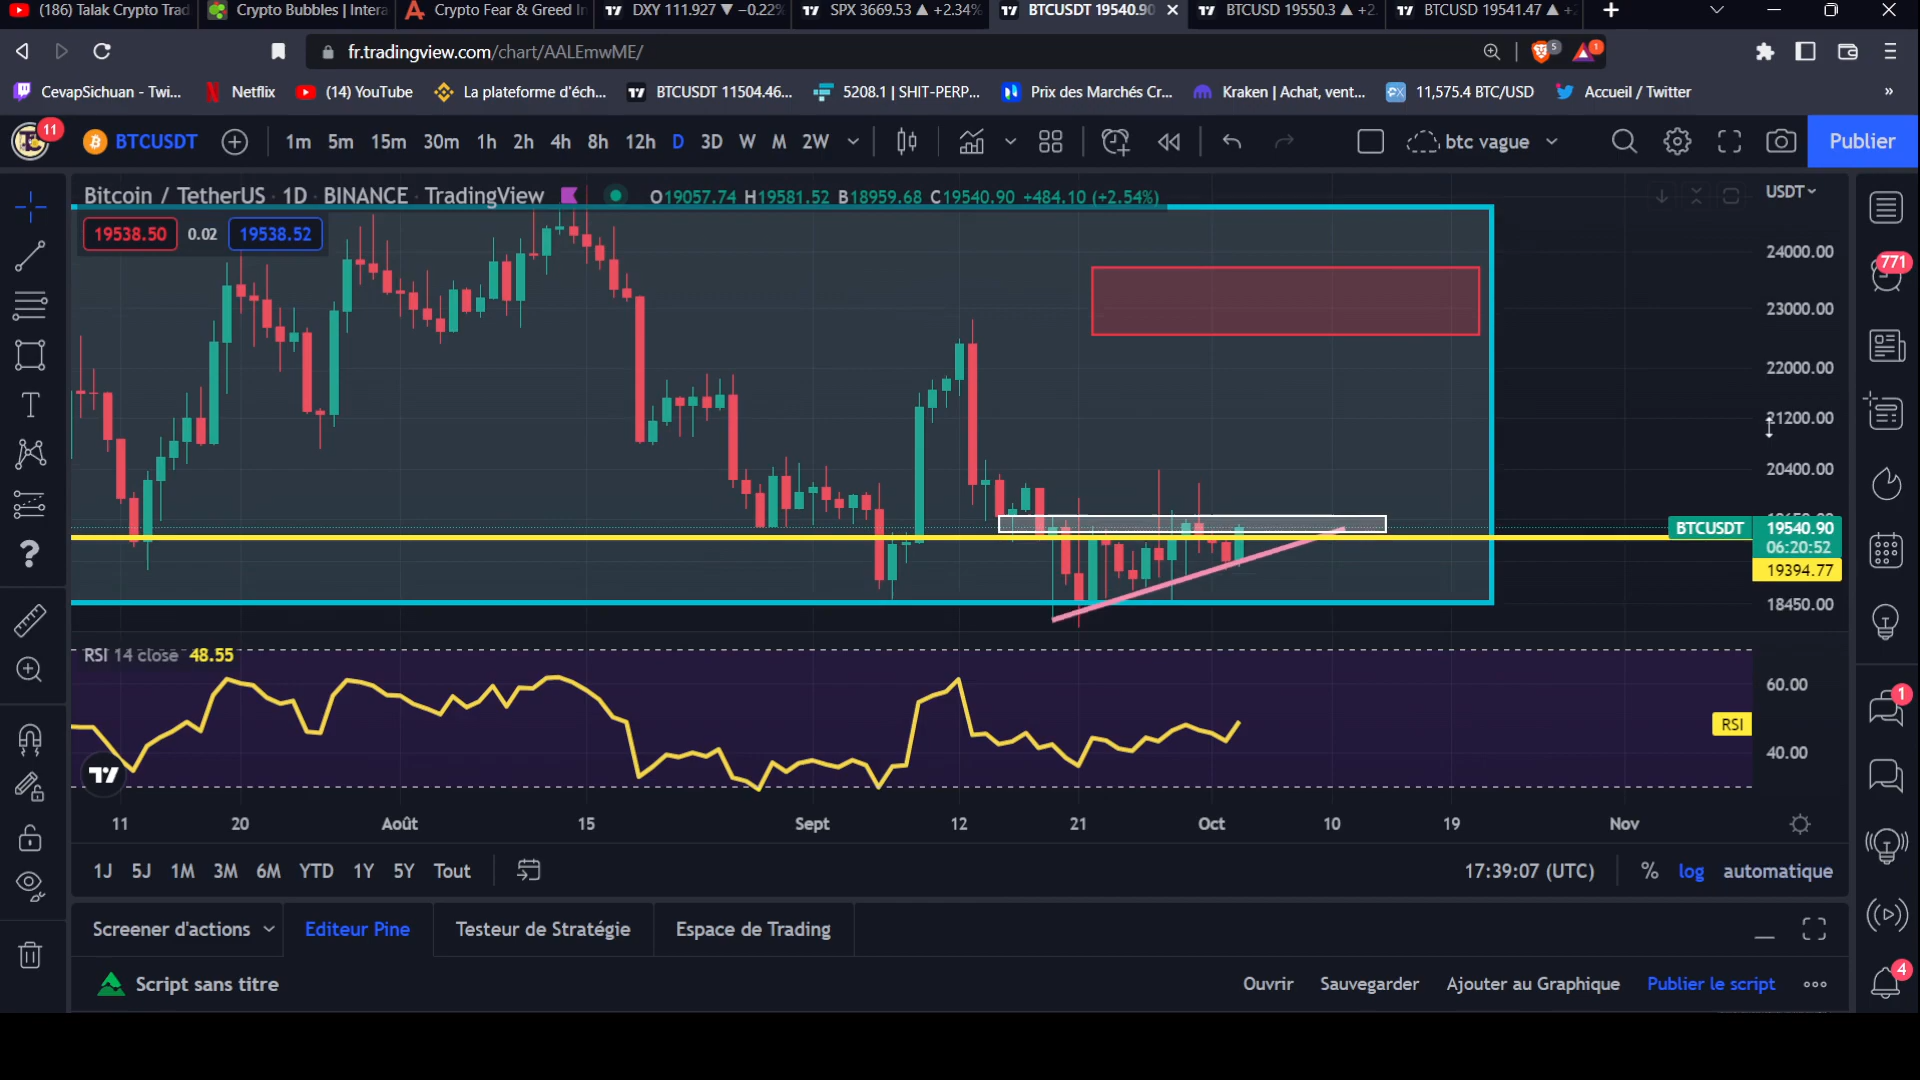 (186) Talak Crypto Trad
Crypto Bubbles | Intera
Crypto Fear & Greed In
DXY 111.927 ▼ −0.22%
SPX 3669.53 ▲ +2.34%
BTCUSDT 19540.90
BTCUSD 19550.3 ▲ +2
BTCUSD 19541.47 ▲ +
fr.tradingview.com/chart/AALEmwME/
5
1
CevapSichuan - Twi...
Netflix
(14) YouTube
La plateforme d'éch...
BTCUSDT 11504.46...
5208.1 | SHIT-PERP...
Prix des Marchés Cr...
Kraken | Achat, vent...
11,575.4 BTC/USD
Accueil / Twitter
»
11
BTCUSDT
1m 5m 15m 30m 1h 2h 4h 8h 12h D 3D W M 2W
btc vague
Publier
Bitcoin / TetherUS · 1D · BINANCE · TradingView
O19057.74 H19581.52 B18959.68 C19540.90 +484.10 (+2.54%)
USDT
19538.50 0.02 19538.52
24000.00
771
23000.00
22000.00
21200.00
20400.00
BTCUSDT 19540.90
06:20:52
19394.77
18450.00
RSI 14 close 48.55
60.00
RSI
40.00
1
11 20 Août 15 Sept 12 21 Oct 10 19 Nov
1J 5J 1M 3M 6M YTD 1Y 5Y Tout
17:39:07 (UTC) % log automatique
Screener d'actions
Editeur Pine
Testeur de Stratégie
Espace de Trading
Script sans titre
Ouvrir Sauvegarder Ajouter au Graphique Publier le script
4